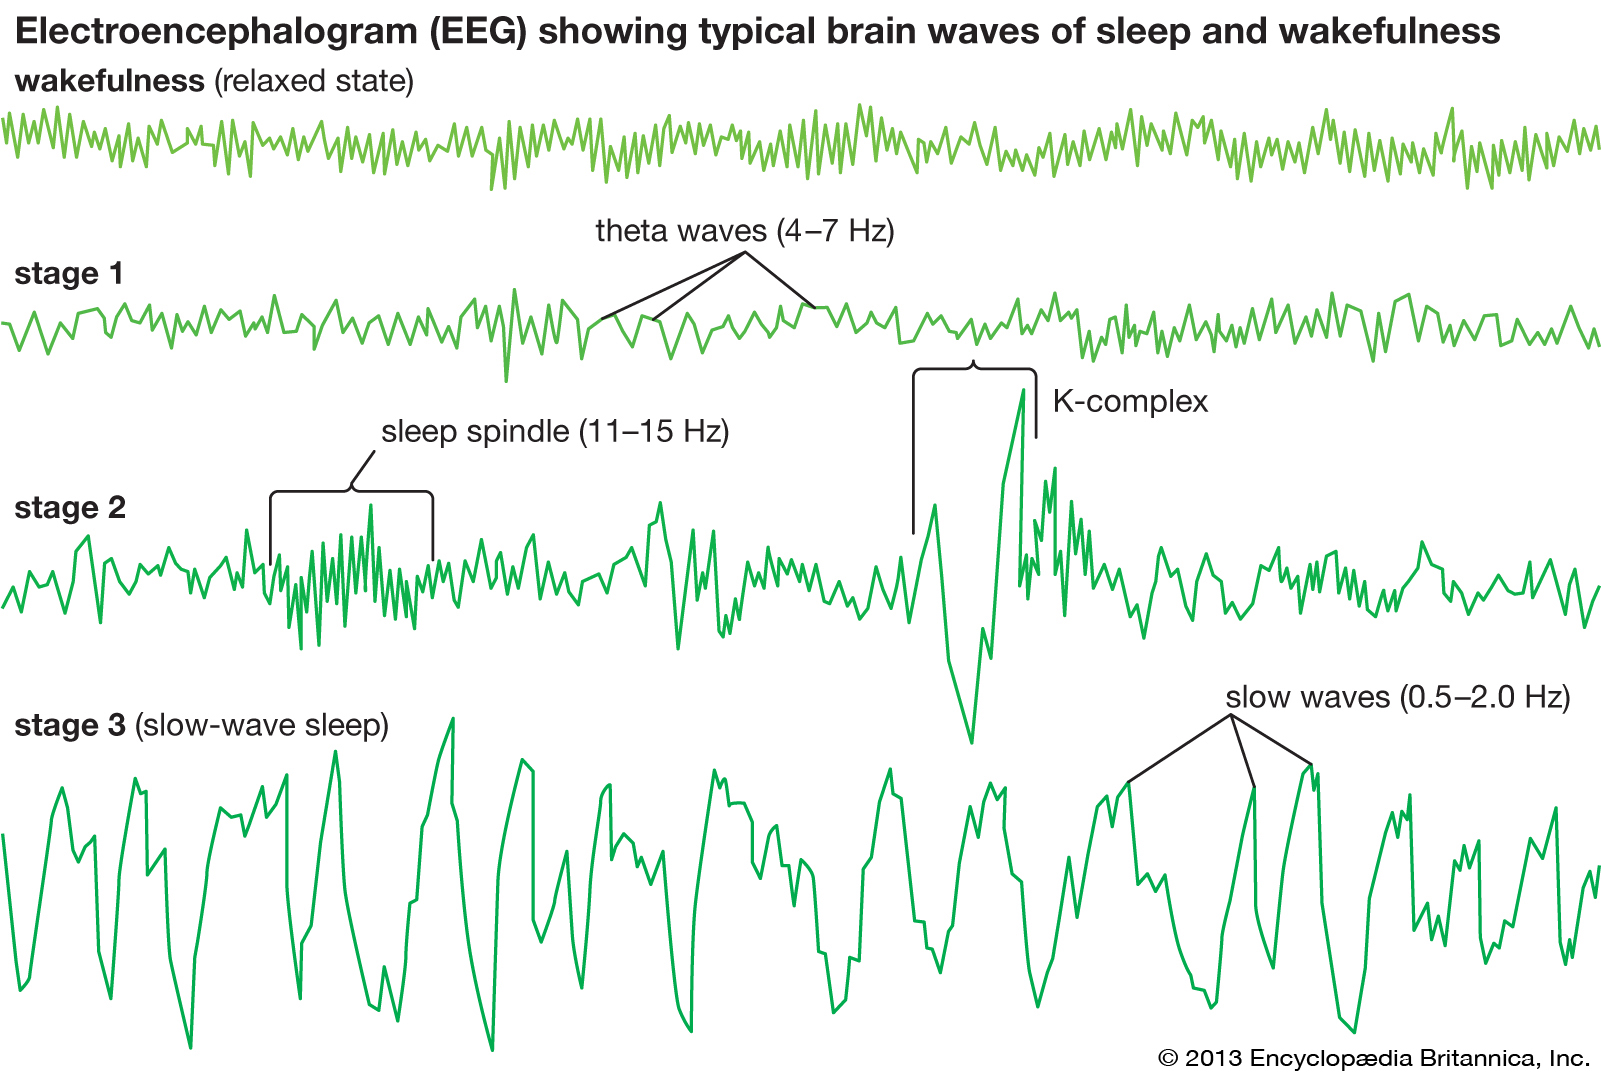 Electroencephalogram (EEG) showing typical brain waves of sleep and wakefulness
wakefulness (relaxed state)
theta waves (4–7 Hz)
stage 1
K-complex
sleep spindle (11–15 Hz)
stage 2
slow waves (0.5–2.0 Hz)
stage 3 (slow-wave sleep)
© 2013 Encyclopædia Britannica, Inc.